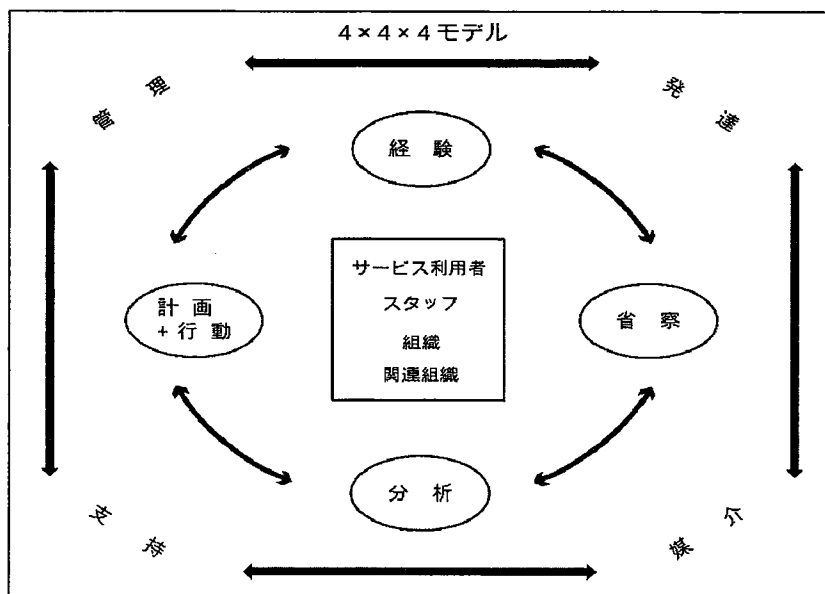 4×4×4モデル
管理
発達
経験
サービス利用者
スタッフ
組織
関連組織
計画
+行動
省察
分析
支持
媒介